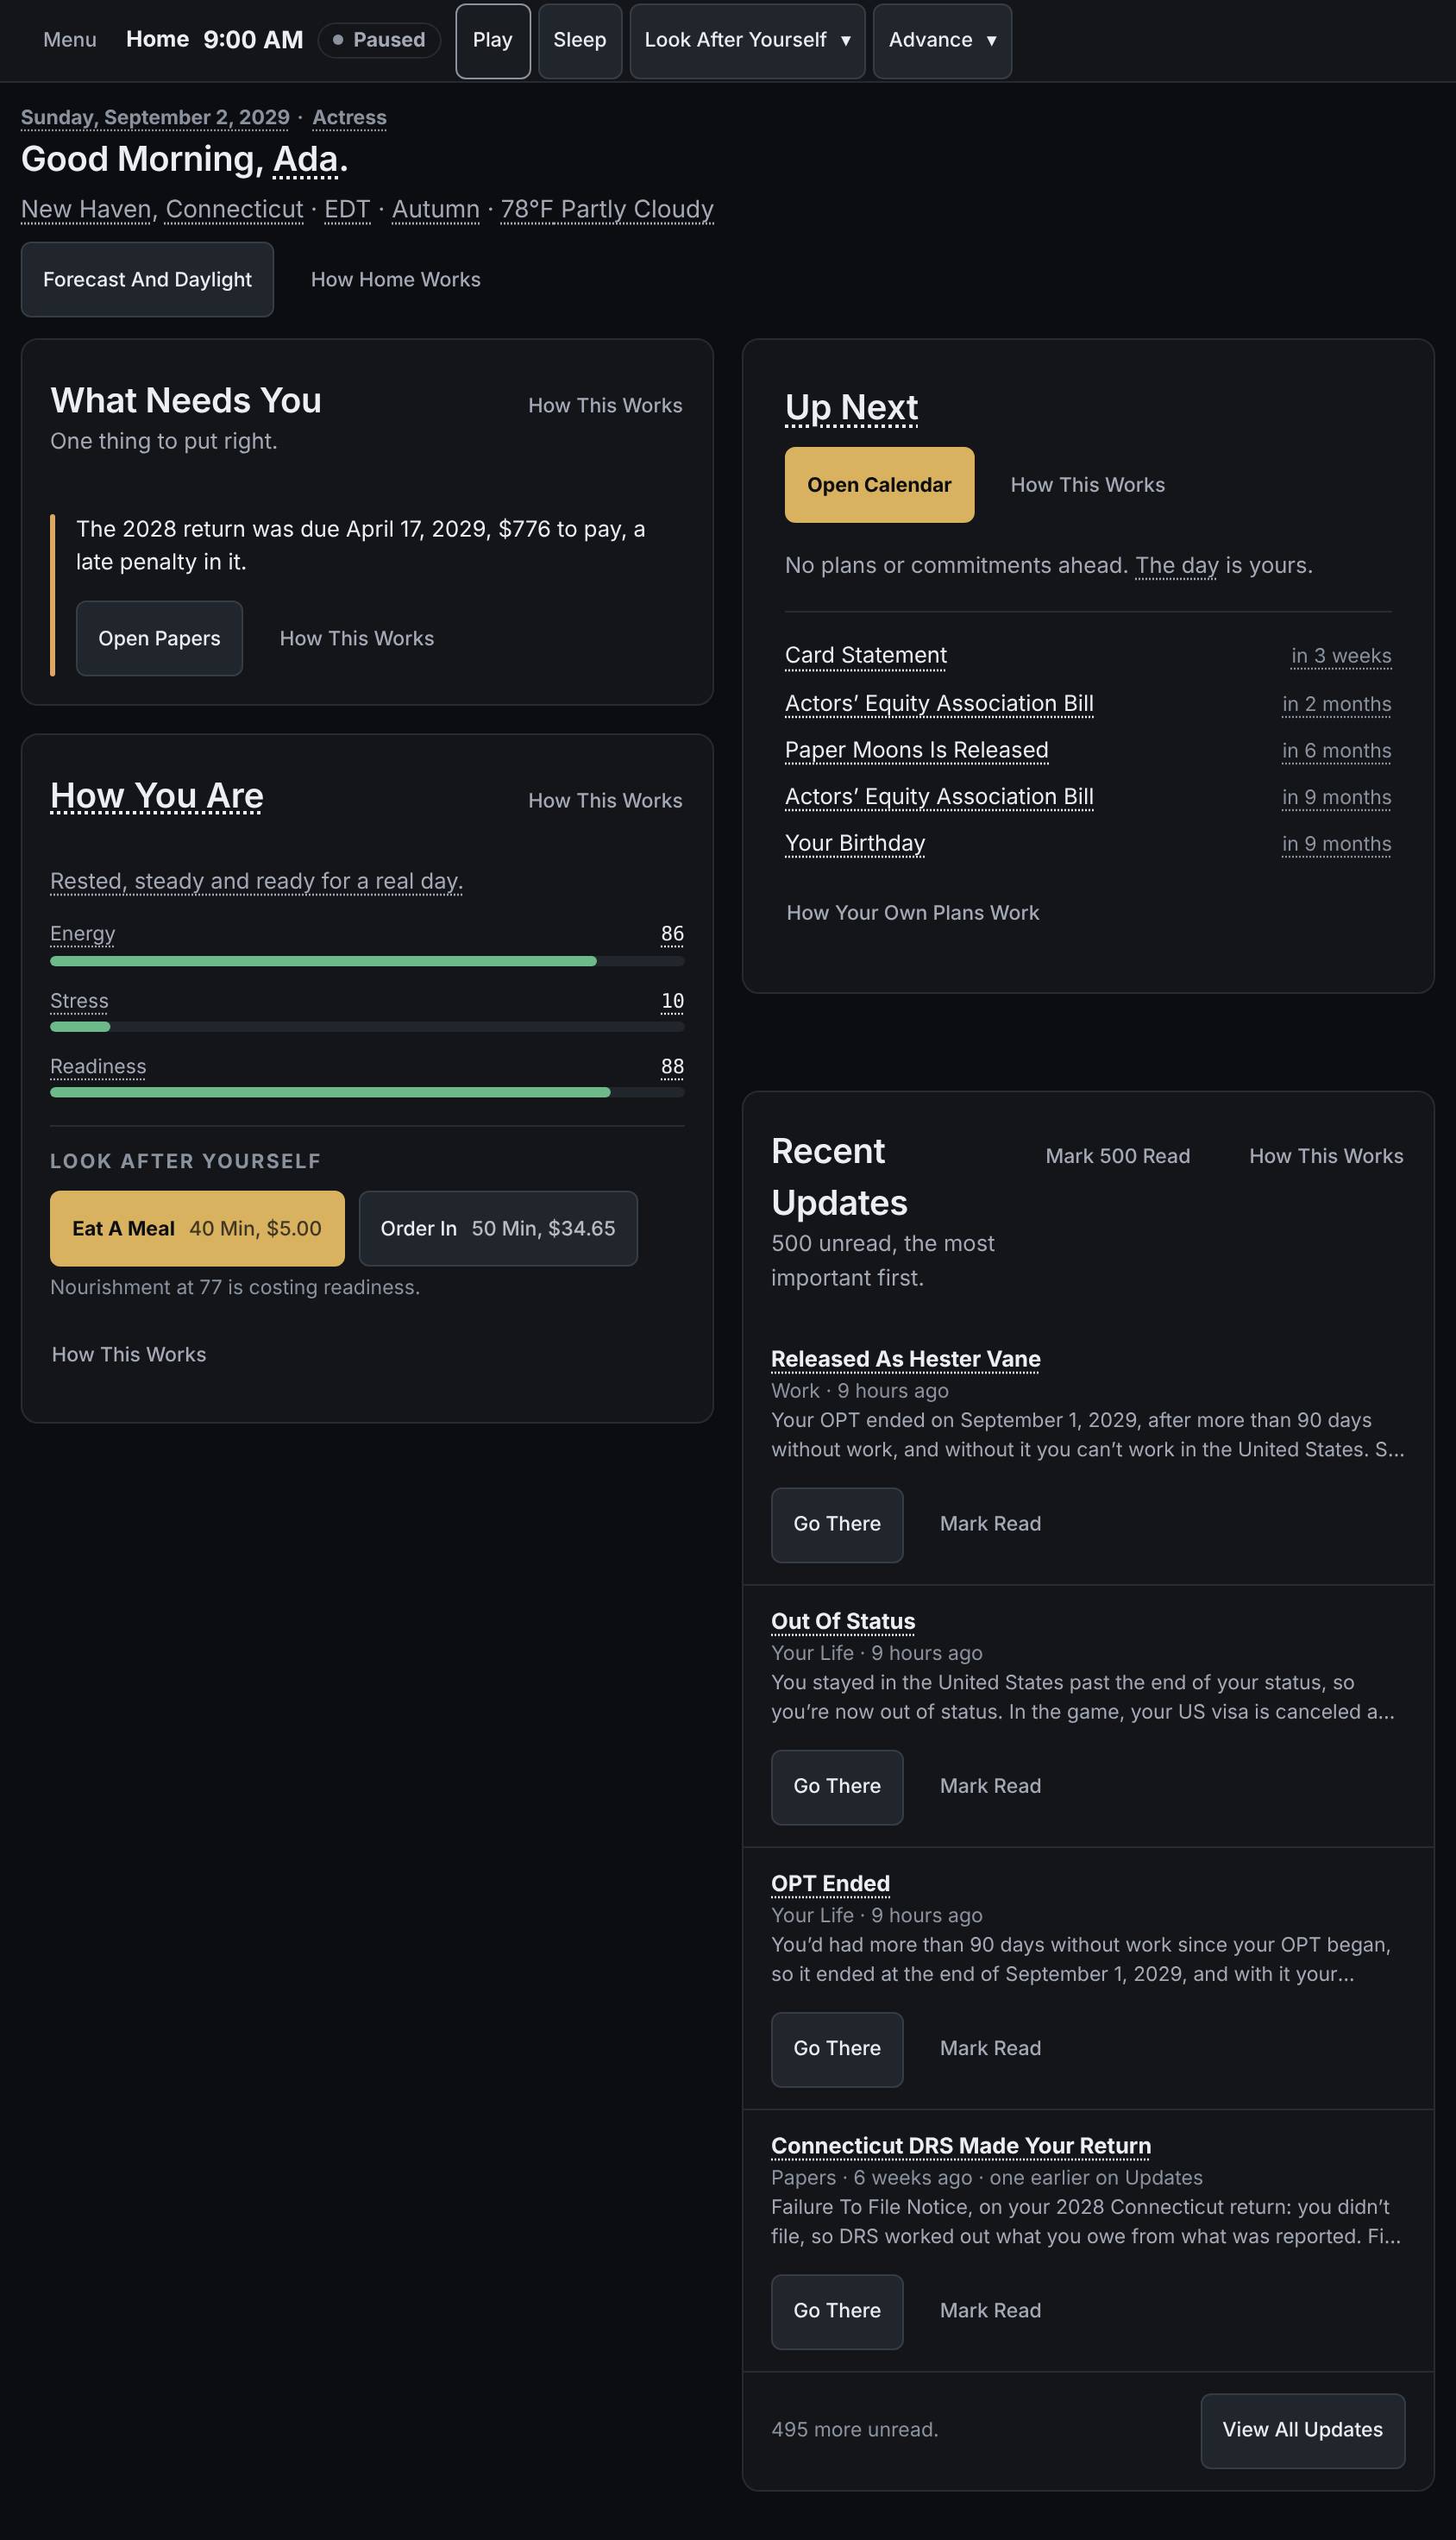 Menu Home 9:00 AM Paused Play Sleep Look After Yourself ▾ Advance ▾
Sunday, September 2, 2029 · Actress
Good Morning, Ada.
New Haven, Connecticut · EDT · Autumn · 78°F Partly Cloudy
Forecast And Daylight How Home Works
What Needs You How This Works
One thing to put right.
The 2028 return was due April 17, 2029, $776 to pay, a
late penalty in it.
Open Papers How This Works
How You Are How This Works
Rested, steady and ready for a real day.
Energy 86
Stress 10
Readiness 88
LOOK AFTER YOURSELF
Eat A Meal 40 Min, $5.00 Order In 50 Min, $34.65
Nourishment at 77 is costing readiness.
How This Works
Up Next
Open Calendar How This Works
No plans or commitments ahead. The day is yours.
Card Statement in 3 weeks
Actors’ Equity Association Bill in 2 months
Paper Moons Is Released in 6 months
Actors’ Equity Association Bill in 9 months
Your Birthday in 9 months
How Your Own Plans Work
Recent Mark 500 Read How This Works
Updates
500 unread, the most
important first.
Released As Hester Vane
Work · 9 hours ago
Your OPT ended on September 1, 2029, after more than 90 days
without work, and without it you can’t work in the United States. S…
Go There Mark Read
Out Of Status
Your Life · 9 hours ago
You stayed in the United States past the end of your status, so
you’re now out of status. In the game, your US visa is canceled a…
Go There Mark Read
OPT Ended
Your Life · 9 hours ago
You’d had more than 90 days without work since your OPT began,
so it ended at the end of September 1, 2029, and with it your…
Go There Mark Read
Connecticut DRS Made Your Return
Papers · 6 weeks ago · one earlier on Updates
Failure To File Notice, on your 2028 Connecticut return: you didn’t
file, so DRS worked out what you owe from what was reported. Fi…
Go There Mark Read
495 more unread. View All Updates